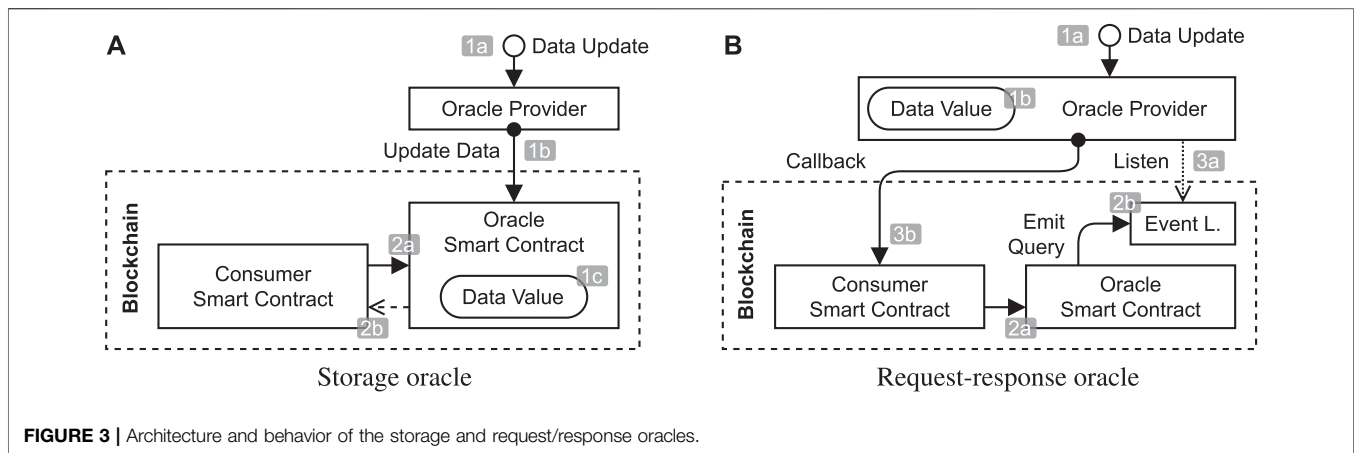 A
1a Data Update
Oracle Provider
Update Data 1b
Blockchain
Oracle
Smart Contract
2a
Consumer
Smart Contract
1c
Data Value
2b
Storage oracle
B
1a Data Update
Data Value 1b Oracle Provider
Callback
Listen 3a
Blockchain
2b
Event L.
Emit
Query
3b
Consumer
Smart Contract
Oracle
Smart Contract
2a
Request-response oracle
FIGURE 3 | Architecture and behavior of the storage and request/response oracles.